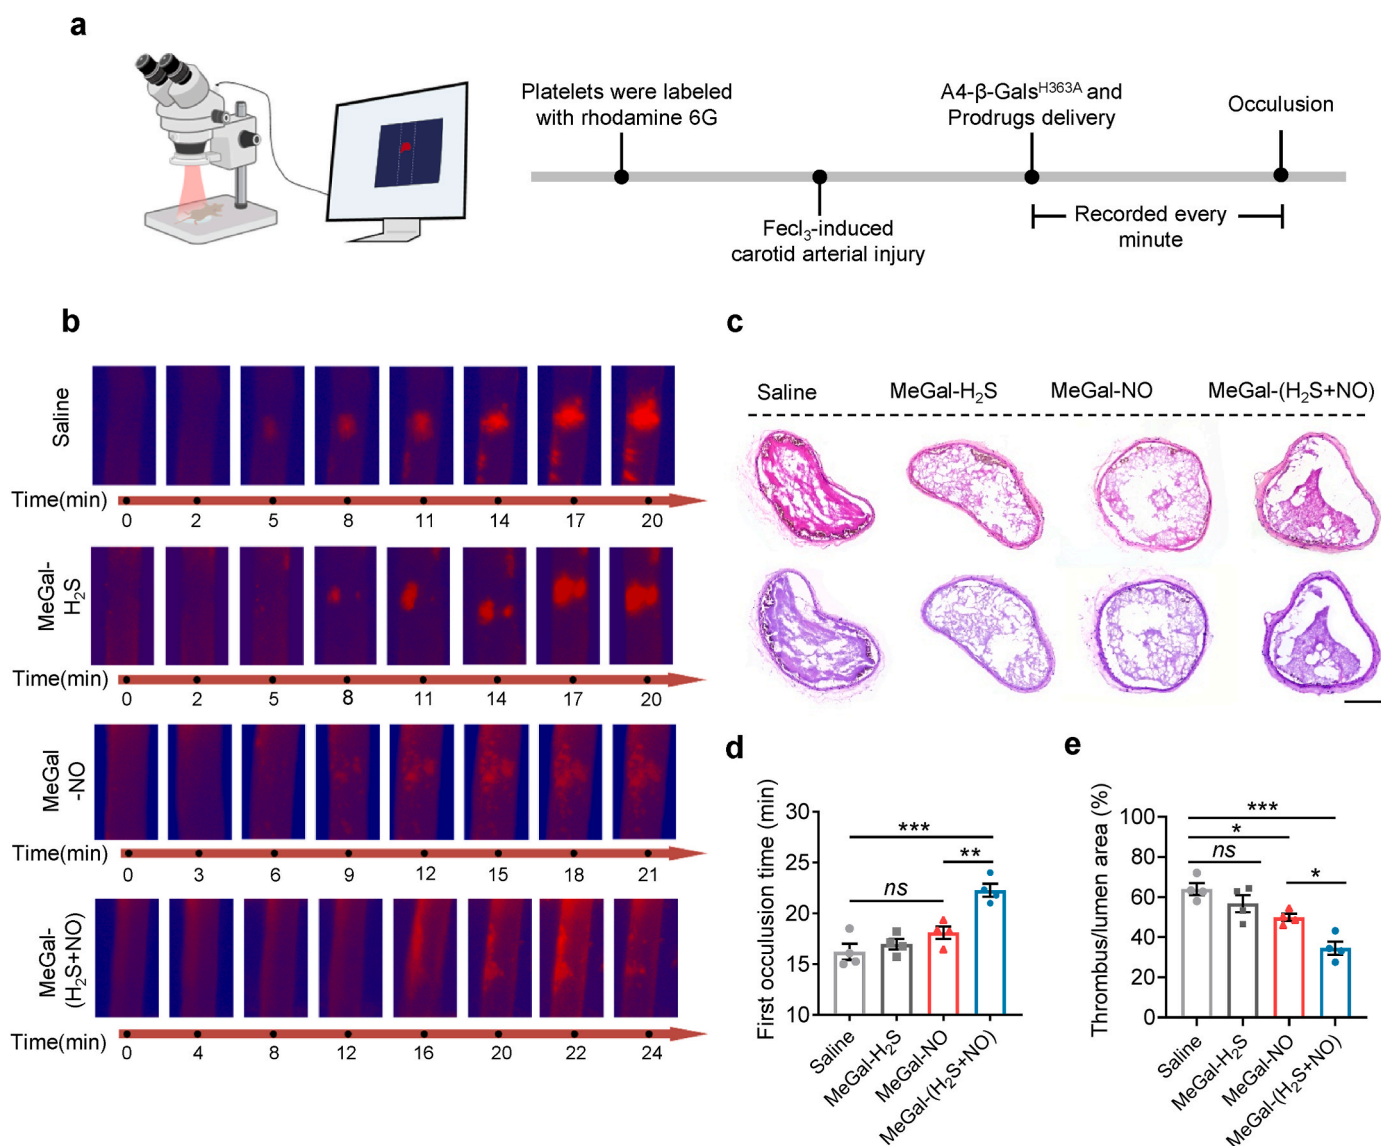 a
Platelets were labeled
with rhodamine 6G
A4-β-Gals^H363A and
Prodrugs delivery
Occulusion
Fecl₃-induced
carotid arterial injury
Recorded every
minute
b
Saline
Time(min)
0 2 5 8 11 14 17 20
MeGal-
H₂S
Time(min)
0 2 5 8 11 14 17 20
MeGal
-NO
Time(min)
0 3 6 9 12 15 18 21
MeGal-
(H₂S+NO)
Time(min)
0 4 8 12 16 20 22 24
c
Saline MeGal-H₂S MeGal-NO MeGal-(H₂S+NO)
d
First occulusion time (min)
30
25
20
15
10
***
**
ns
Saline
MeGal-H₂S
MeGal-NO
MeGal-(H₂S+NO)
e
Thrombus/lumen area (%)
100
80
60
40
20
0
***
*
ns
*
Saline
MeGal-H₂S
MeGal-NO
MeGal-(H₂S+NO)